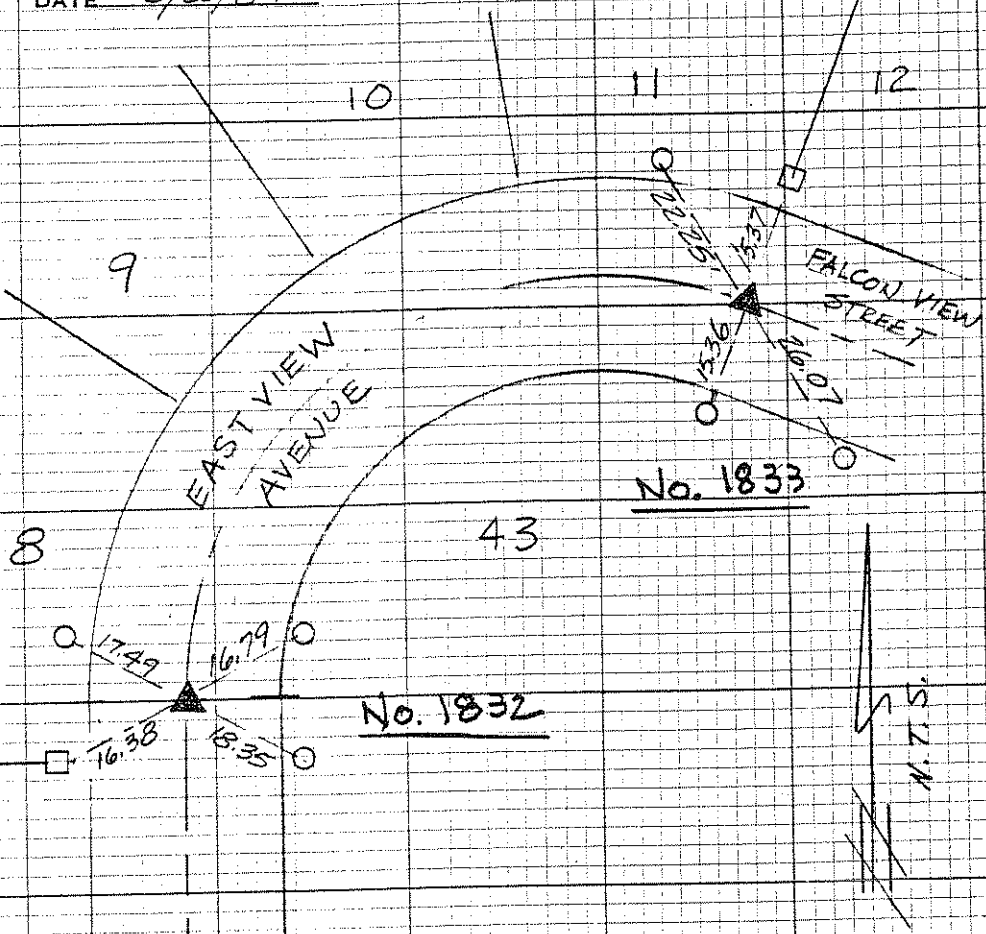 DATE
10
11
12
9
22.25'
15.37
FALCON VIEW
STREET
15.36
26.07
EAST VIEW
AVENUE
No. 1833
8
43
17.49
16.79
No. 1832
16.38
18.35
N.T.S.